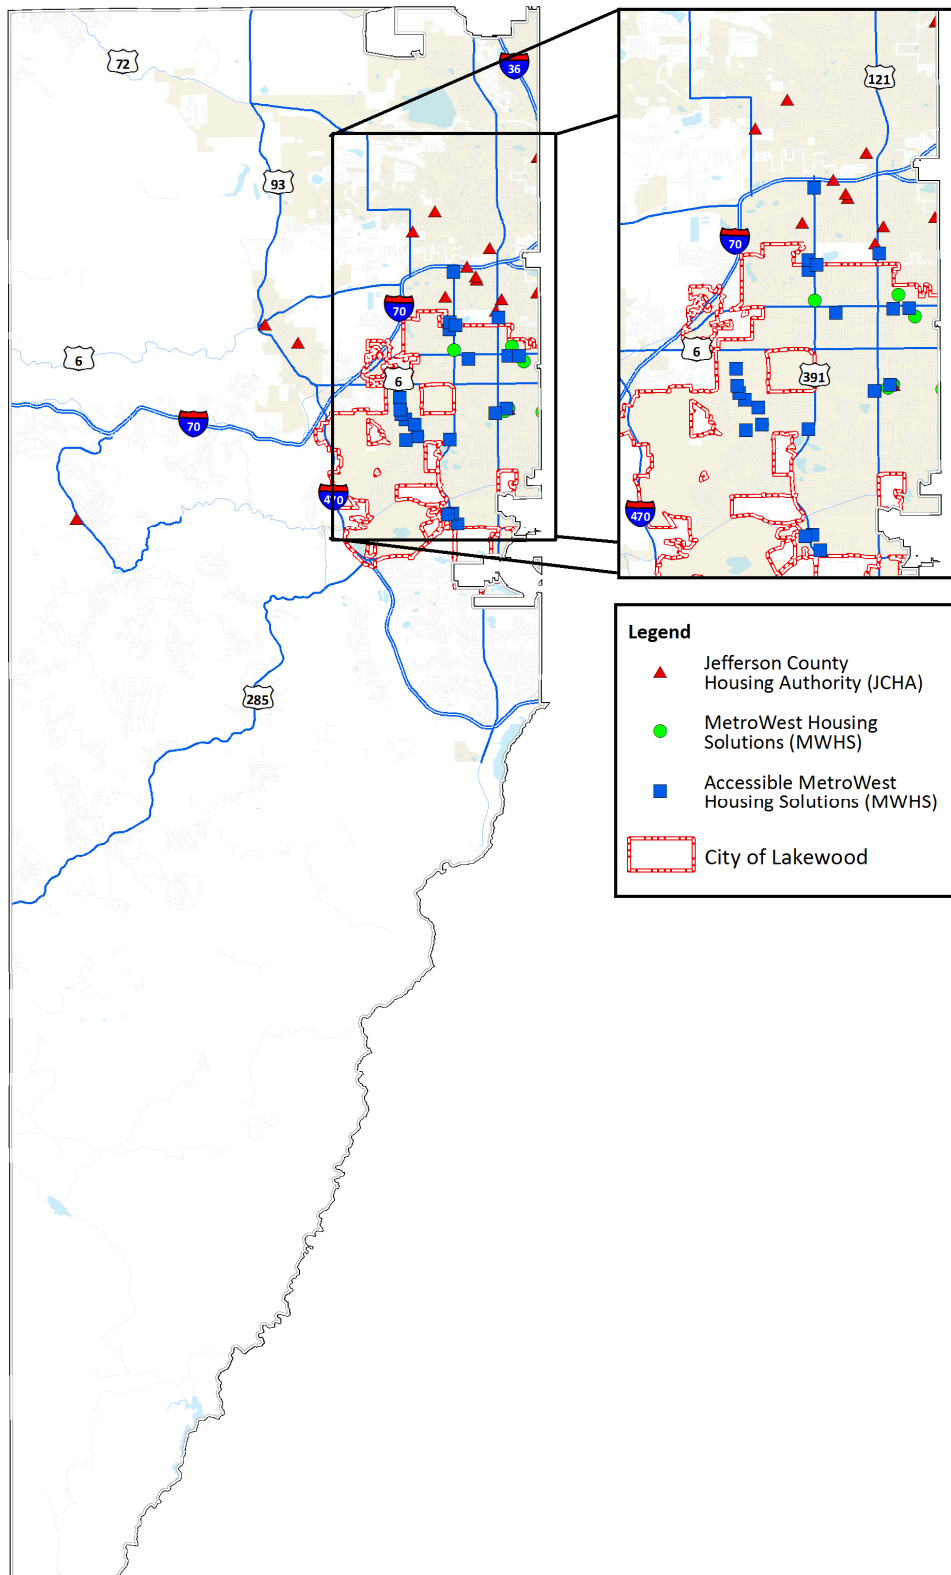 72
36
121
93
70
70
6
6
6
391
70
470
470
285
Legend
Jefferson County
Housing Authority (JCHA)
MetroWest Housing
Solutions (MWHS)
Accessible MetroWest
Housing Solutions (MWHS)
City of Lakewood